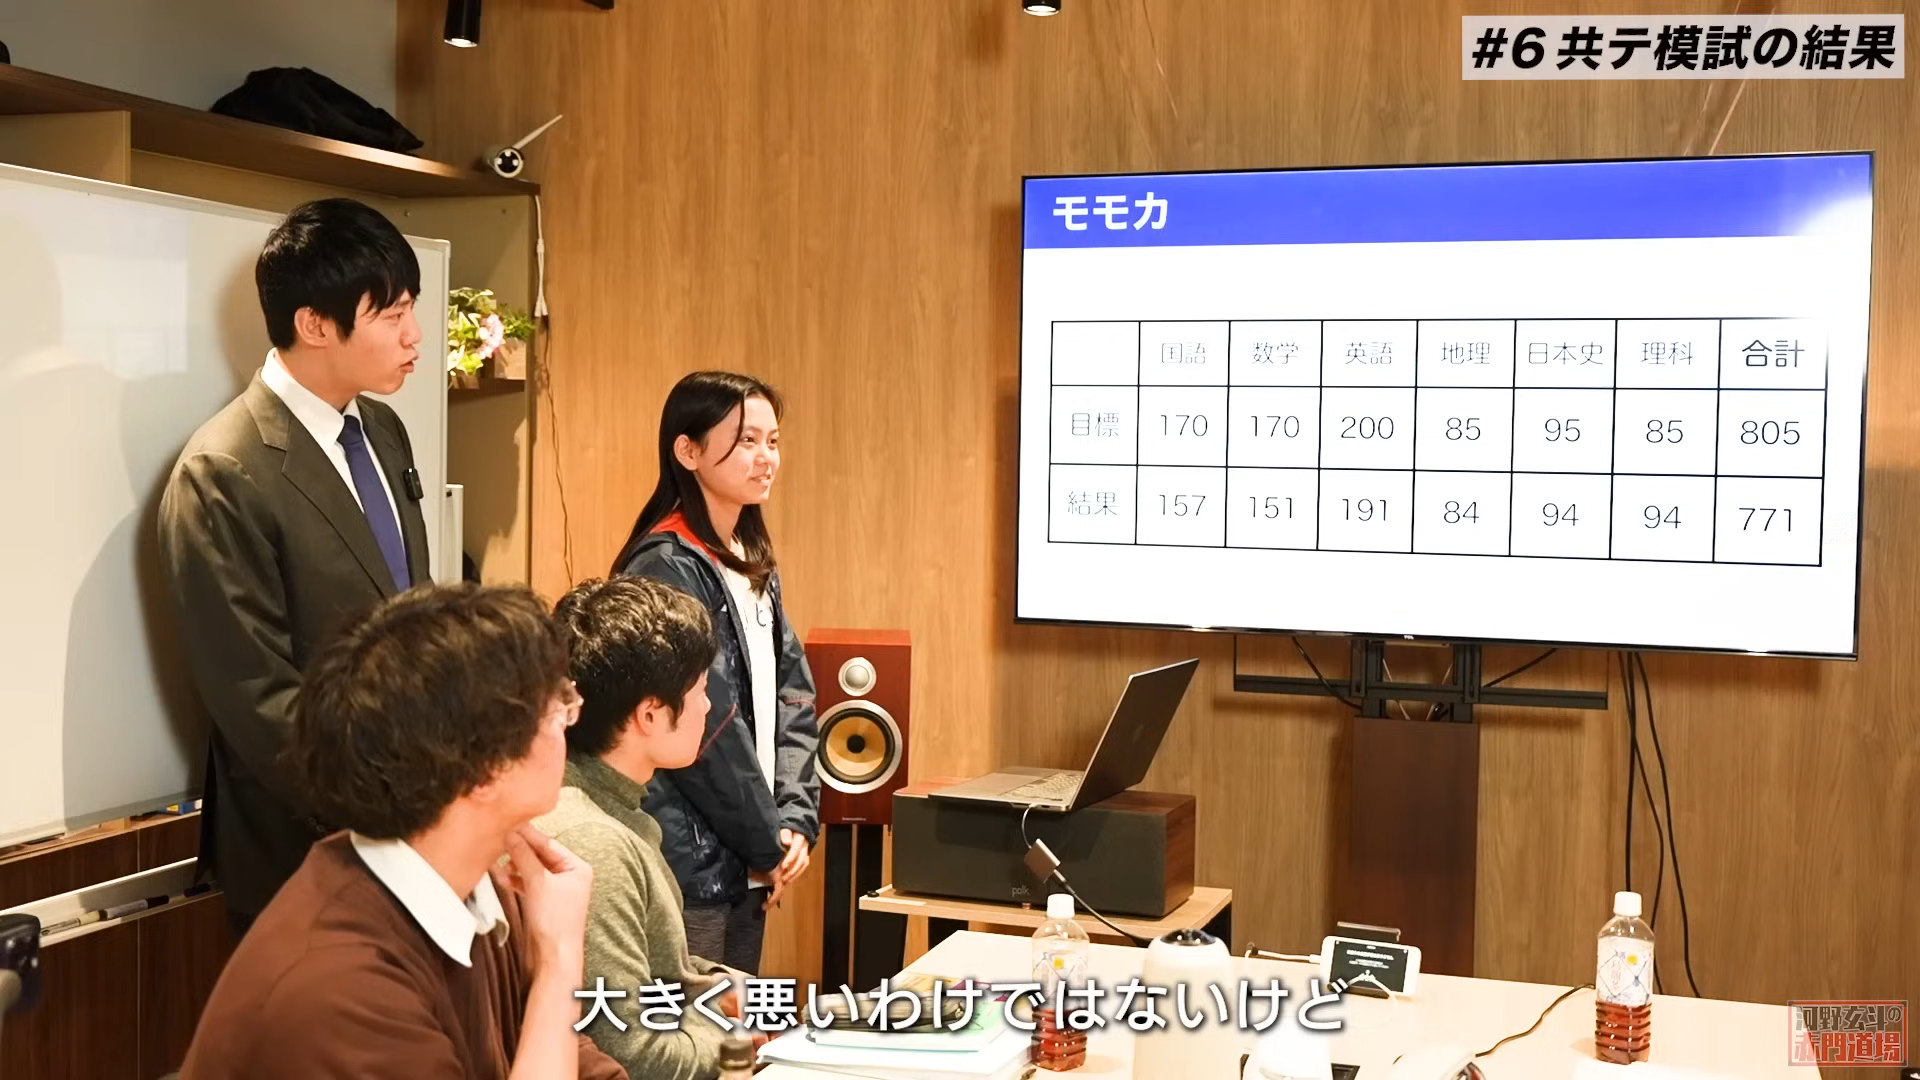 #6 共テ模試の結果
モモカ
国語 数学 英語 地理 日本史 理科 合計
目標 170 170 200 85 95 85 805
結果 157 151 191 84 94 94 771
polk
大きく悪いわけではないけど
河野玄斗の
赤門道場